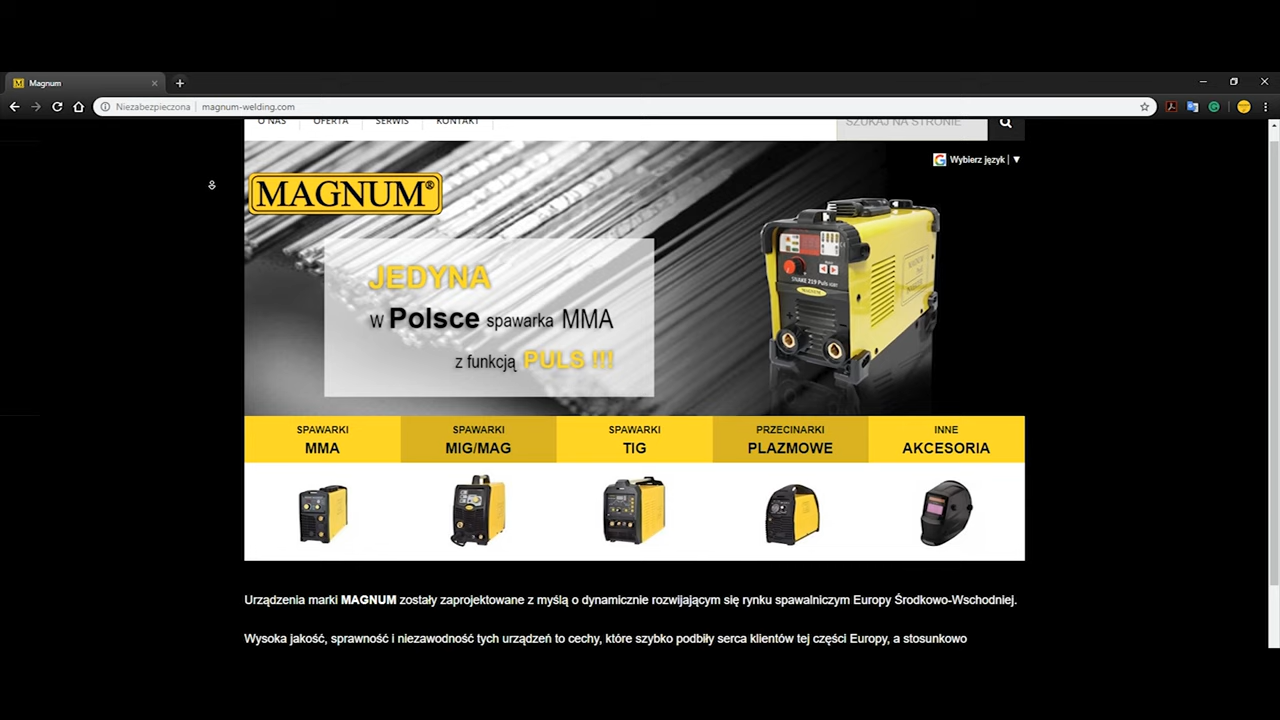 Magnum
Niezabezpieczona | magnum-welding.com
O NAS OFERTA SERWIS KONTAKT
SZUKAJ NA STRONIE
Wybierz język
MAGNUM®
JEDYNA
w Polsce spawarka MMA
z funkcją PULS !!!
SNAKE 219 Puls
SPAWARKI
MMA
SPAWARKI
MIG/MAG
SPAWARKI
TIG
PRZECINARKI
PLAZMOWE
INNE
AKCESORIA
Urządzenia marki MAGNUM zostały zaprojektowane z myślą o dynamicznie rozwijającym się rynku spawalniczym Europy Środkowo-Wschodniej.
Wysoka jakość, sprawność i niezawodność tych urządzeń to cechy, które szybko podbiły serca klientów tej części Europy, a stosunkowo